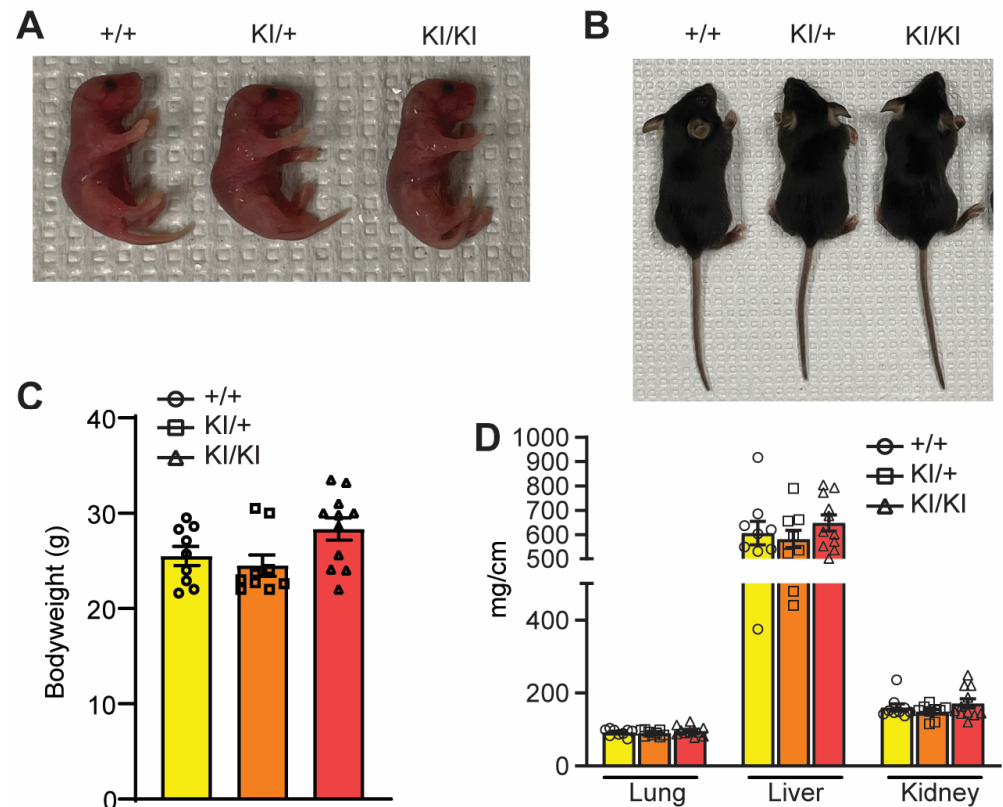 A
+/+ KI/+ KI/KI
B
+/+ KI/+ KI/KI
C
+/+
KI/+
KI/KI
Bodyweight (g)
40
30
20
10
0
D
+/+
KI/+
KI/KI
mg/cm
1000
900
800
700
600
500
400
200
0
Lung Liver Kidney